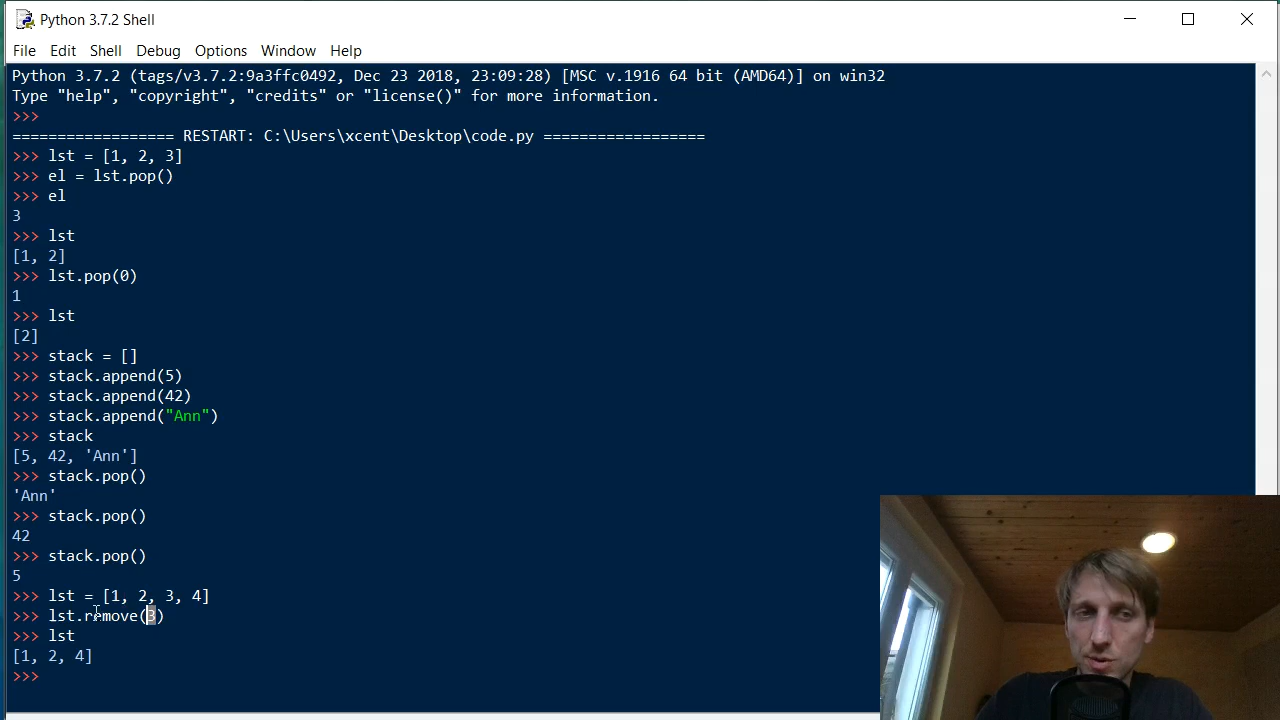 Python 3.7.2 Shell
File Edit Shell Debug Options Window Help
Python 3.7.2 (tags/v3.7.2:9a3ffc0492, Dec 23 2018, 23:09:28) [MSC v.1916 64 bit (AMD64)] on win32
Type "help", "copyright", "credits" or "license()" for more information.
>>>
================== RESTART: C:\Users\xcent\Desktop\code.py ==================
>>> lst = [1, 2, 3]
>>> el = lst.pop()
>>> el
3
>>> lst
[1, 2]
>>> lst.pop(0)
1
>>> lst
[2]
>>> stack = []
>>> stack.append(5)
>>> stack.append(42)
>>> stack.append("Ann")
>>> stack
[5, 42, 'Ann']
>>> stack.pop()
'Ann'
>>> stack.pop()
42
>>> stack.pop()
5
>>> lst = [1, 2, 3, 4]
>>> lst.remove(3)
>>> lst
[1, 2, 4]
>>>